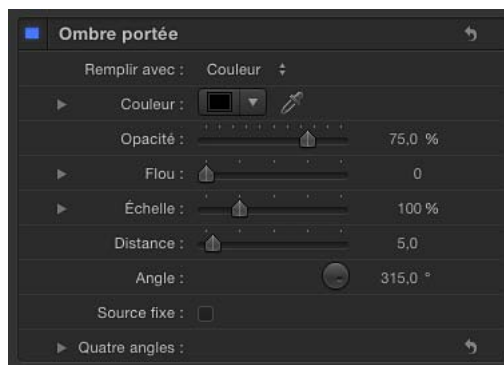 Ombre portée
Remplir avec : Couleur
Couleur :
Opacité : 75,0 %
Flou : 0
Échelle : 100 %
Distance : 5,0
Angle : 315,0 °
Source fixe :
Quatre angles :